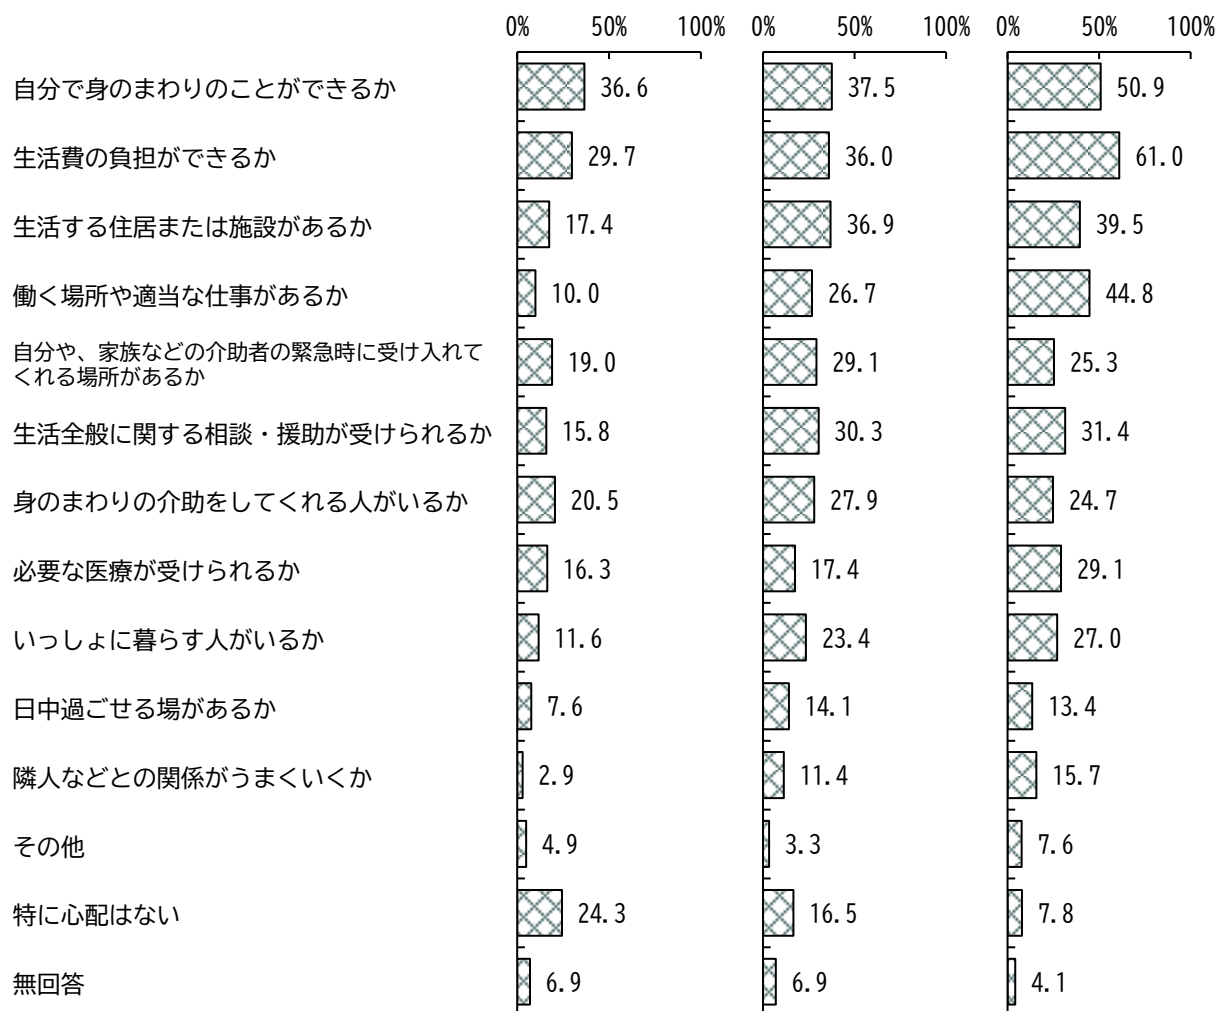 0% 50% 100% 0% 50% 100% 0% 50% 100%
自分で身のまわりのことができるか 36.6 37.5 50.9
生活費の負担ができるか 29.7 36.0 61.0
生活する住居または施設があるか 17.4 36.9 39.5
働く場所や適当な仕事があるか 10.0 26.7 44.8
自分や、家族などの介助者の緊急時に受け入れて
くれる場所があるか 19.0 29.1 25.3
生活全般に関する相談・援助が受けられるか 15.8 30.3 31.4
身のまわりの介助をしてくれる人がいるか 20.5 27.9 24.7
必要な医療が受けられるか 16.3 17.4 29.1
いっしょに暮らす人がいるか 11.6 23.4 27.0
日中過ごせる場があるか 7.6 14.1 13.4
隣人などとの関係がうまくいくか 2.9 11.4 15.7
その他 4.9 3.3 7.6
特に心配はない 24.3 16.5 7.8
無回答 6.9 6.9 4.1